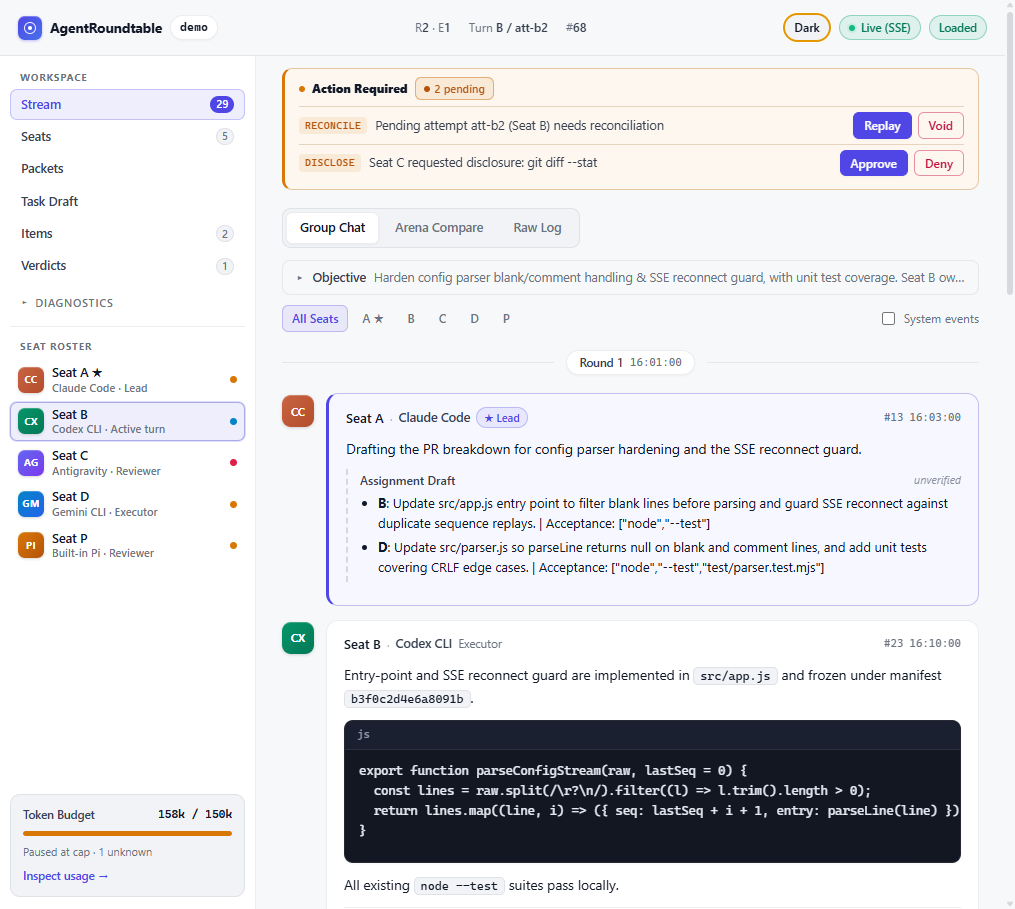 AgentRoundtable demo R2 · E1 Turn B / att-b2 #68 Dark Live (SSE) Loaded
WORKSPACE
Stream 29
Seats 5
Packets
Task Draft
Items 2
Verdicts 1
DIAGNOSTICS
SEAT ROSTER
CC Seat A ★
Claude Code · Lead
CX Seat B
Codex CLI · Active turn
AG Seat C
Antigravity · Reviewer
GM Seat D
Gemini CLI · Executor
PI Seat P
Built-in Pi · Reviewer
Token Budget 158k / 150k
Paused at cap · 1 unknown
Inspect usage →
Action Required 2 pending
RECONCILE Pending attempt att-b2 (Seat B) needs reconciliation Replay Void
DISCLOSE Seat C requested disclosure: git diff --stat Approve Deny
Group Chat Arena Compare Raw Log
Objective Harden config parser blank/comment handling & SSE reconnect guard, with unit test coverage. Seat B ow...
All Seats A ★ B C D P System events
Round 1 16:01:00
CC Seat A · Claude Code ★ Lead #13 16:03:00
Drafting the PR breakdown for config parser hardening and the SSE reconnect guard.
Assignment Draft unverified
• B: Update src/app.js entry point to filter blank lines before parsing and guard SSE reconnect against
duplicate sequence replays. | Acceptance: ["node","--test"]
• D: Update src/parser.js so parseLine returns null on blank and comment lines, and add unit tests
covering CRLF edge cases. | Acceptance: ["node","--test","test/parser.test.mjs"]
CX Seat B · Codex CLI Executor #23 16:10:00
Entry-point and SSE reconnect guard are implemented in src/app.js and frozen under manifest
b3f0c2d4e6a8091b.
js
export function parseConfigStream(raw, lastSeq = 0) {
  const lines = raw.split(/\r?\n/).filter((l) => l.trim().length > 0);
  return lines.map((line, i) => ({ seq: lastSeq + i + 1, entry: parseLine(line) })
}
All existing node --test suites pass locally.